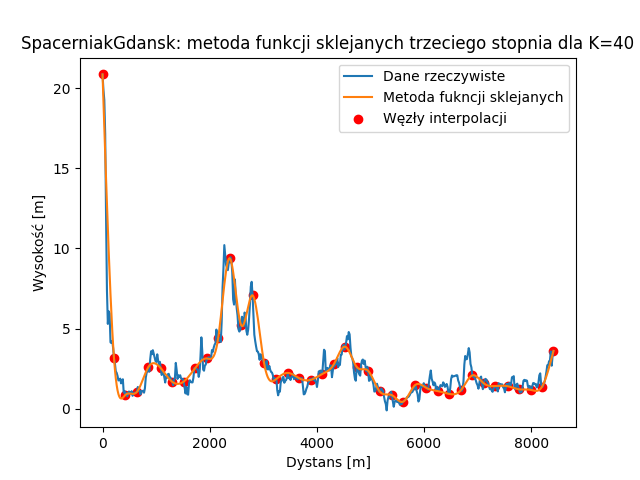 SpacerniakGdansk: metoda funkcji sklejanych trzeciego stopnia dla K=40
Dane rzeczywiste
Metoda fukncji sklejanych
Węzły interpolacji
Wysokość [m]
20
15
10
5
0
0
2000
4000
6000
8000
Dystans [m]